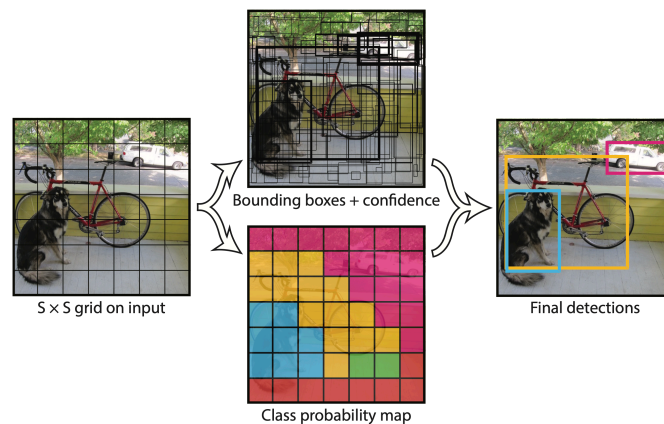 Bounding boxes + confidence
S × S grid on input
Final detections
Class probability map